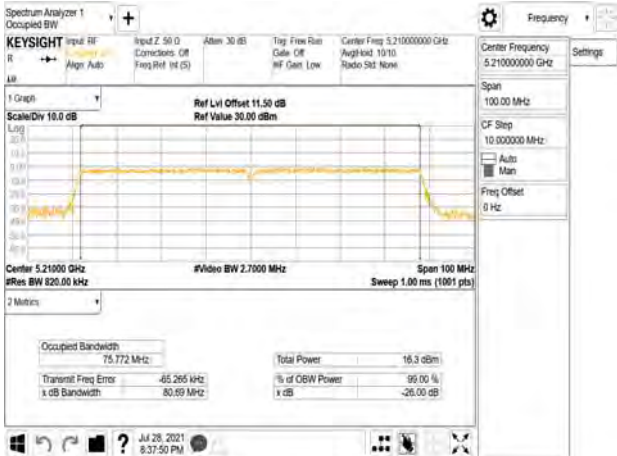 Spectrum Analyzer 1
Occupied BW
Frequency
KEYSIGHT
R
Input: RF
Align: Auto
Input Z: 50 Ω
Corrections: Off
Freq Ref: Int (S)
Atten: 30 dB
Trig: Free Run
Gate: Off
#IF Gain: Low
Center Freq: 5.210000000 GHz
Avg|Hold: 10/10
Radio Std: None
Center Frequency
5.210000000 GHz
Settings
Span
100.00 MHz
CF Step
10.000000 MHz
Auto
Man
Freq Offset
0 Hz
1 Graph
Scale/Div 10.0 dB
Ref Lvl Offset 11.50 dB
Ref Value 30.00 dBm
Log
Center 5.21000 GHz
#Video BW 2.7000 MHz
Span 100 MHz
#Res BW 820.00 kHz
Sweep 1.00 ms (1001 pts)
2 Metrics
Occupied Bandwidth
75.772 MHz
Total Power 16.3 dBm
Transmit Freq Error -65.265 kHz
% of OBW Power 99.00 %
x dB Bandwidth 80.69 MHz
x dB -26.00 dB
?
Jul 28, 2021
8:37:50 PM